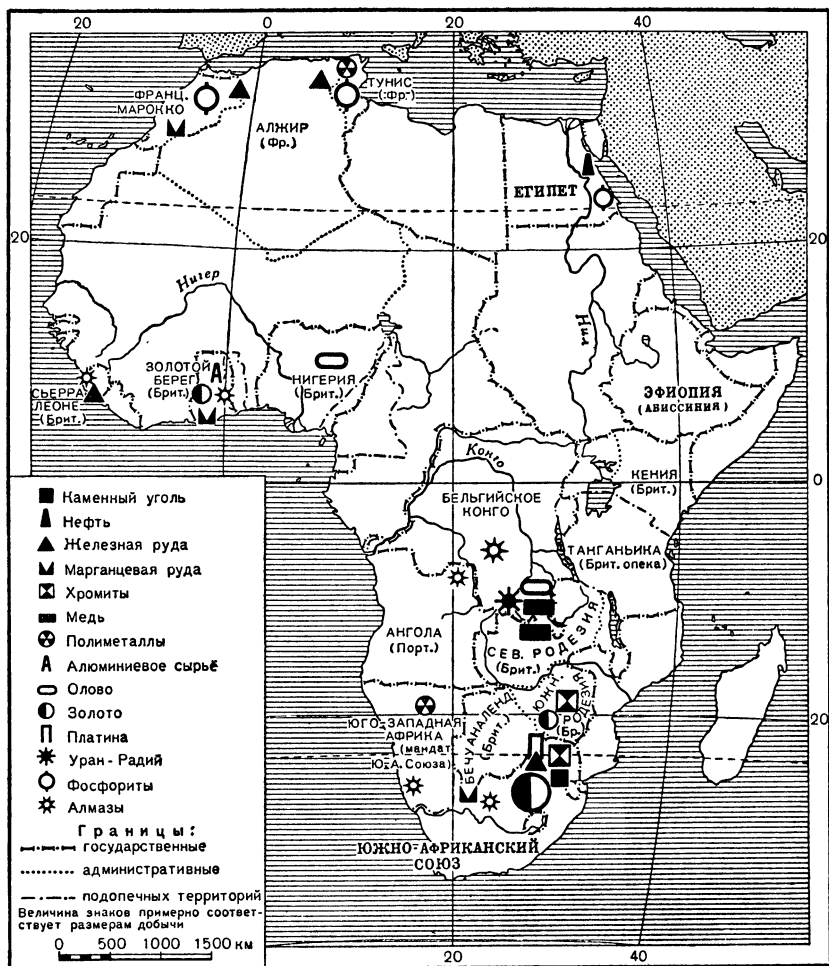 20
0
20
40
ФРАНЦ.
МАРОККО
ТУНИС
(Фр.)
АЛЖИР
(Фр.)
ЕГИПЕТ
20
20
Нигер
Нил
ЗОЛОТОЙ
БЕРЕГ
(Брит.)
НИГЕРИЯ
(Брит.)
СЬЕРРА
ЛЕОНЕ
(Брит.)
ЭФИОПИЯ
(АБИССИНИЯ)
Конго
КЕНИЯ
(Брит.)
0
БЕЛЬГИЙСКОЕ
КОНГО
ТАНГАНЬИКА
(Брит. опека)
АНГОЛА
(Порт.)
СЕВ. РОДЕЗИЯ
(Брит.)
ЮЖН.
РОДЕЗИЯ
(Бр.)
ЮГО-ЗАПАДНАЯ
АФРИКА
(мандат
Ю-А. Союза)
БЕЧУАНАЛЕНД
(Брит.)
20
ЮЖНО-АФРИКАНСКИЙ
СОЮЗ
Каменный уголь
Нефть
Железная руда
Марганцевая руда
Хромиты
Медь
Полиметаллы
Алюминиевое сырьё
Олово
Золото
Платина
Уран-Радий
Фосфориты
Алмазы
Границы:
государственные
административные
подопечных территорий
Величина знаков примерно соответ-
ствует размерам добычи
0 500 1000 1500 км
20
40